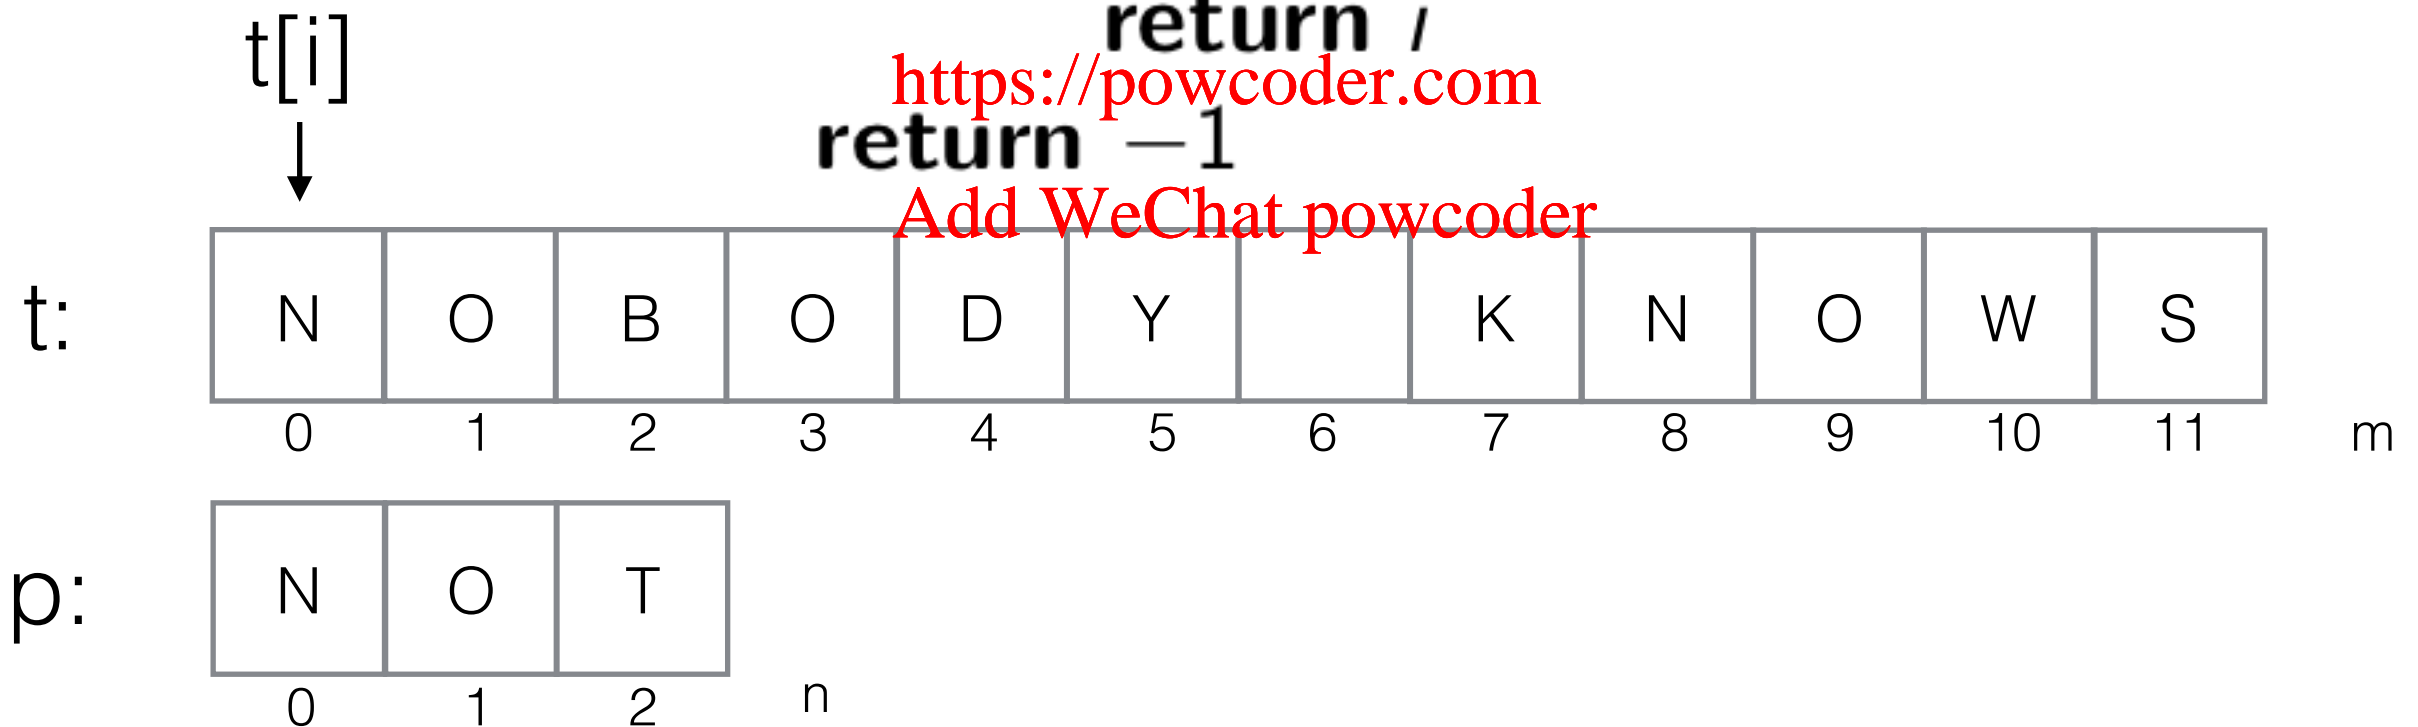 return i
t[i]
https://powcoder.com
return −1
Add WeChat powcoder
t: N O B O D Y K N O W S
0 1 2 3 4 5 6 7 8 9 10 11 m
p: N O T
0 1 2 n